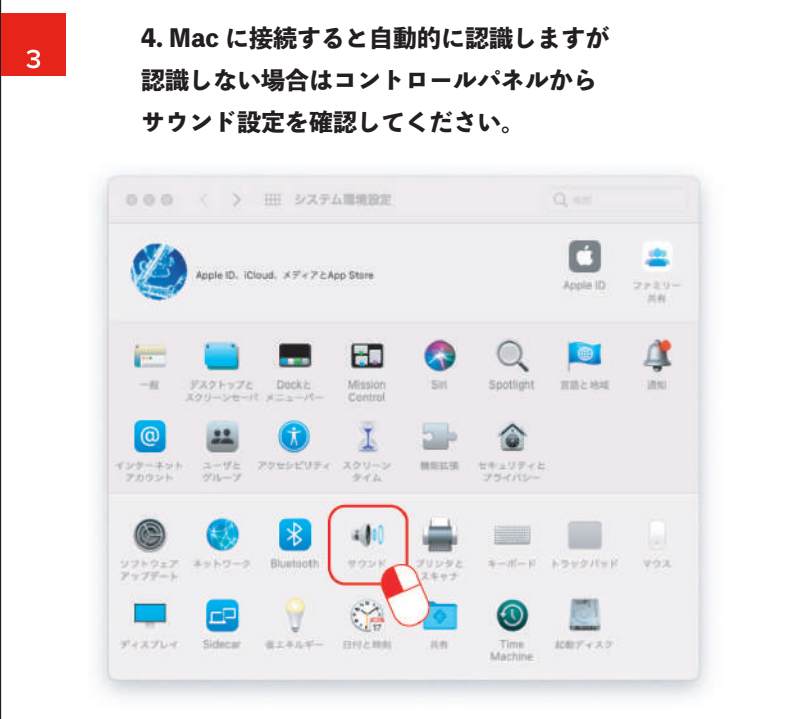 3
4. Mac に接続すると自動的に認識しますが
認識しない場合はコントロールパネルから
サウンド設定を確認してください。
システム環境設定
検索
Apple ID、iCloud、メディアとApp Store
Apple ID
ファミリー
共有
一般
デスクトップと
スクリーンセーバ
Dockと
メニューバー
Mission
Control
Siri
Spotlight
言語と地域
通知
インターネット
アカウント
ユーザと
グループ
アクセシビリティ
スクリーン
タイム
機能拡張
セキュリティと
プライバシー
ソフトウェア
アップデート
ネットワーク
Bluetooth
サウンド
プリンタと
スキャナ
キーボード
トラックパッド
マウス
ディスプレイ
Sidecar
省エネルギー
17
日付と時刻
共有
Time
Machine
起動ディスク